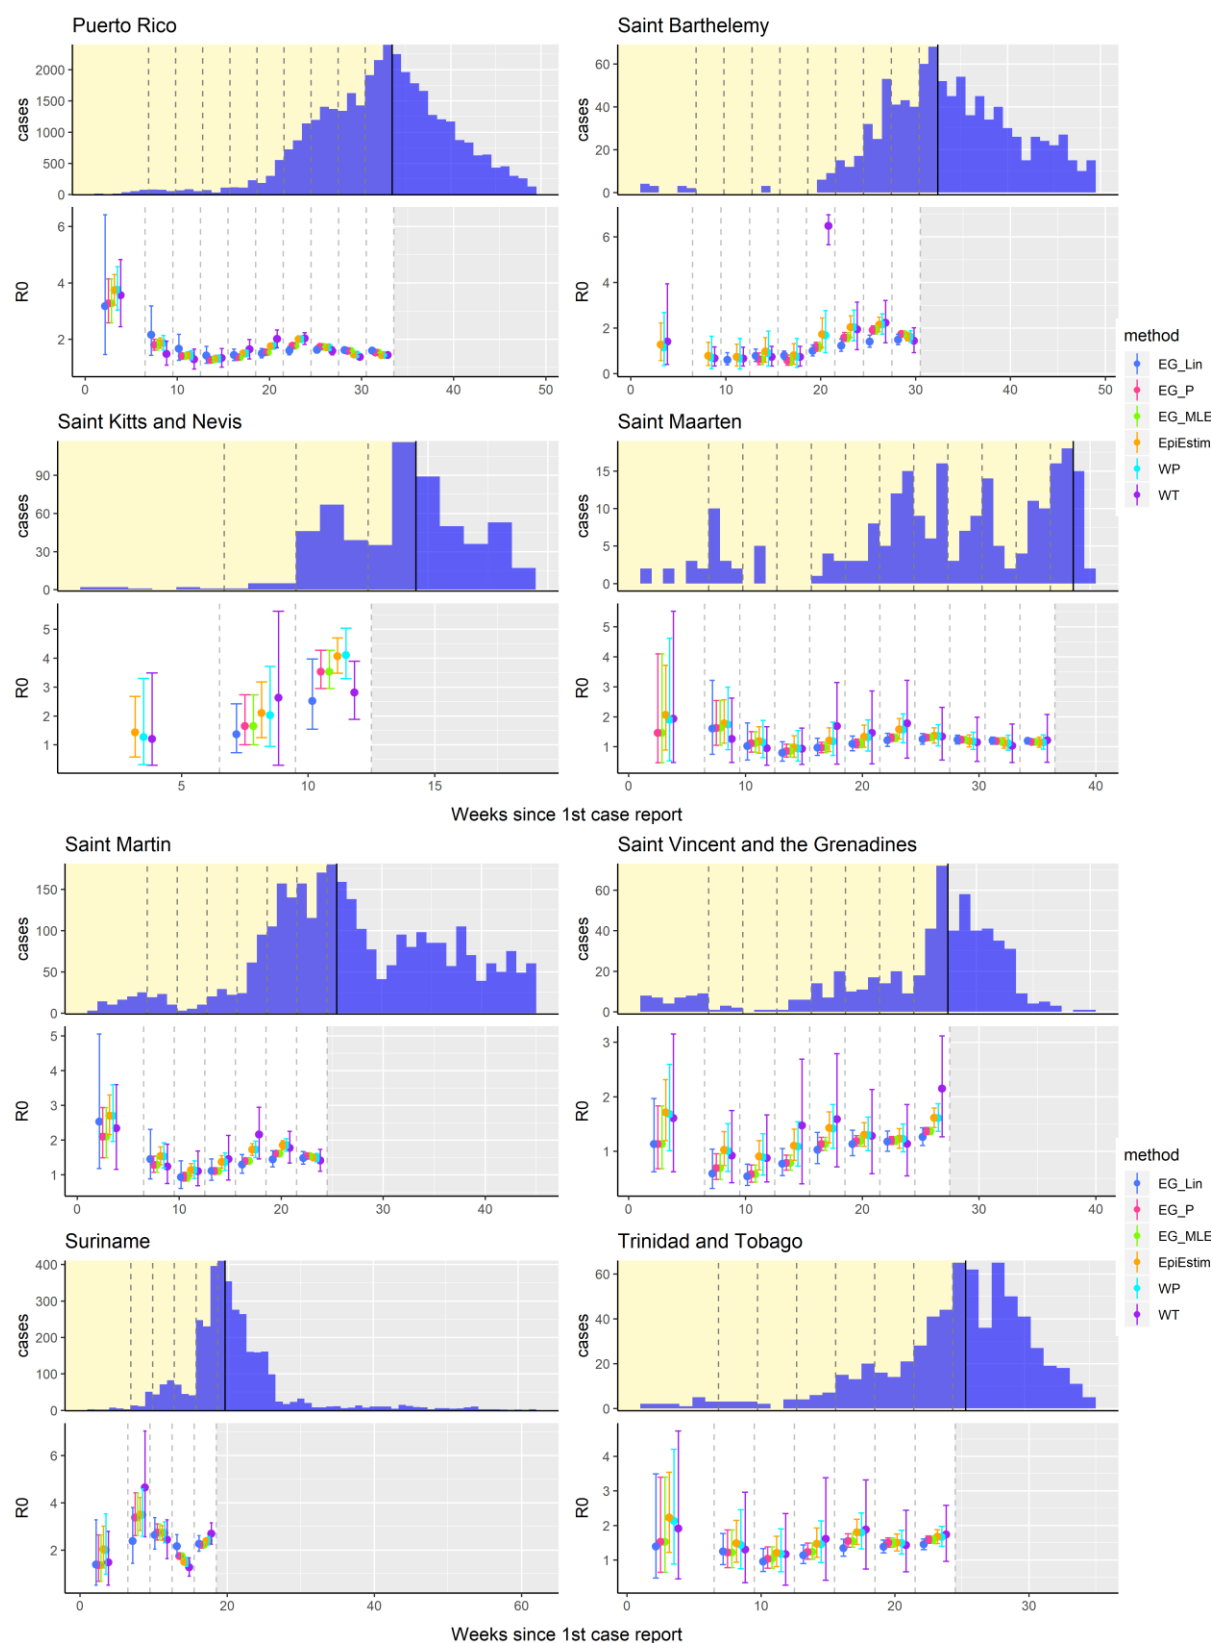 Puerto Rico
cases
2000
1500
1000
500
0
R0
6
4
2
0 10 20 30 40 50
Saint Barthelemy
cases
60
40
20
0
R0
6
4
2
0
0 10 20 30 40 50
Saint Kitts and Nevis
cases
90
60
30
0
R0
5
4
3
2
1
5 10 15
Saint Maarten
cases
15
10
5
0
R0
5
4
3
2
1
0 10 20 30 40
Weeks since 1st case report
method
EG_Lin
EG_P
EG_MLE
EpiEstim
WP
WT
Saint Martin
cases
150
100
50
0
R0
5
4
3
2
1
0 10 20 30 40
Saint Vincent and the Grenadines
cases
60
40
20
0
R0
3
2
1
0 10 20 30 40
Suriname
cases
400
300
200
100
0
R0
6
4
2
0 20 40 60
Trinidad and Tobago
cases
60
40
20
0
R0
4
3
2
1
0 10 20 30
Weeks since 1st case report
method
EG_Lin
EG_P
EG_MLE
EpiEstim
WP
WT